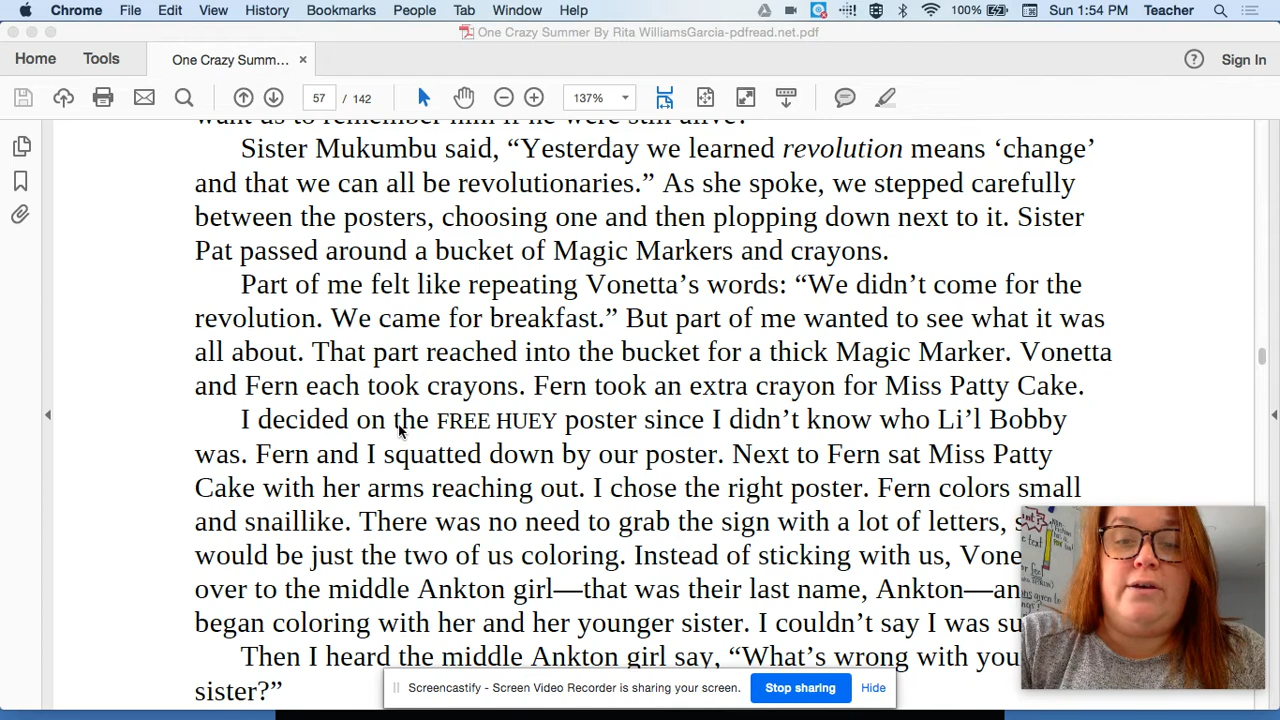 Chrome File Edit View History Bookmarks People Tab Window Help 100% Sun 1:54 PM Teacher
One Crazy Summer By Rita WilliamsGarcia-pdfread.net.pdf
Home Tools One Crazy Summ... × Sign In
57 / 142 137%
want us to remember him if he were still alive?
Sister Mukumbu said, “Yesterday we learned revolution means ‘change’
and that we can all be revolutionaries.” As she spoke, we stepped carefully
between the posters, choosing one and then plopping down next to it. Sister
Pat passed around a bucket of Magic Markers and crayons.
Part of me felt like repeating Vonetta’s words: “We didn’t come for the
revolution. We came for breakfast.” But part of me wanted to see what it was
all about. That part reached into the bucket for a thick Magic Marker. Vonetta
and Fern each took crayons. Fern took an extra crayon for Miss Patty Cake.
I decided on the FREE HUEY poster since I didn’t know who Li’l Bobby
was. Fern and I squatted down by our poster. Next to Fern sat Miss Patty
Cake with her arms reaching out. I chose the right poster. Fern colors small
and snaillike. There was no need to grab the sign with a lot of letters, s
would be just the two of us coloring. Instead of sticking with us, Vone
over to the middle Ankton girl—that was their last name, Ankton—an
began coloring with her and her younger sister. I couldn’t say I was su
Then I heard the middle Ankton girl say, “What’s wrong with you
sister?”
Screencastify - Screen Video Recorder is sharing your screen. Stop sharing Hide